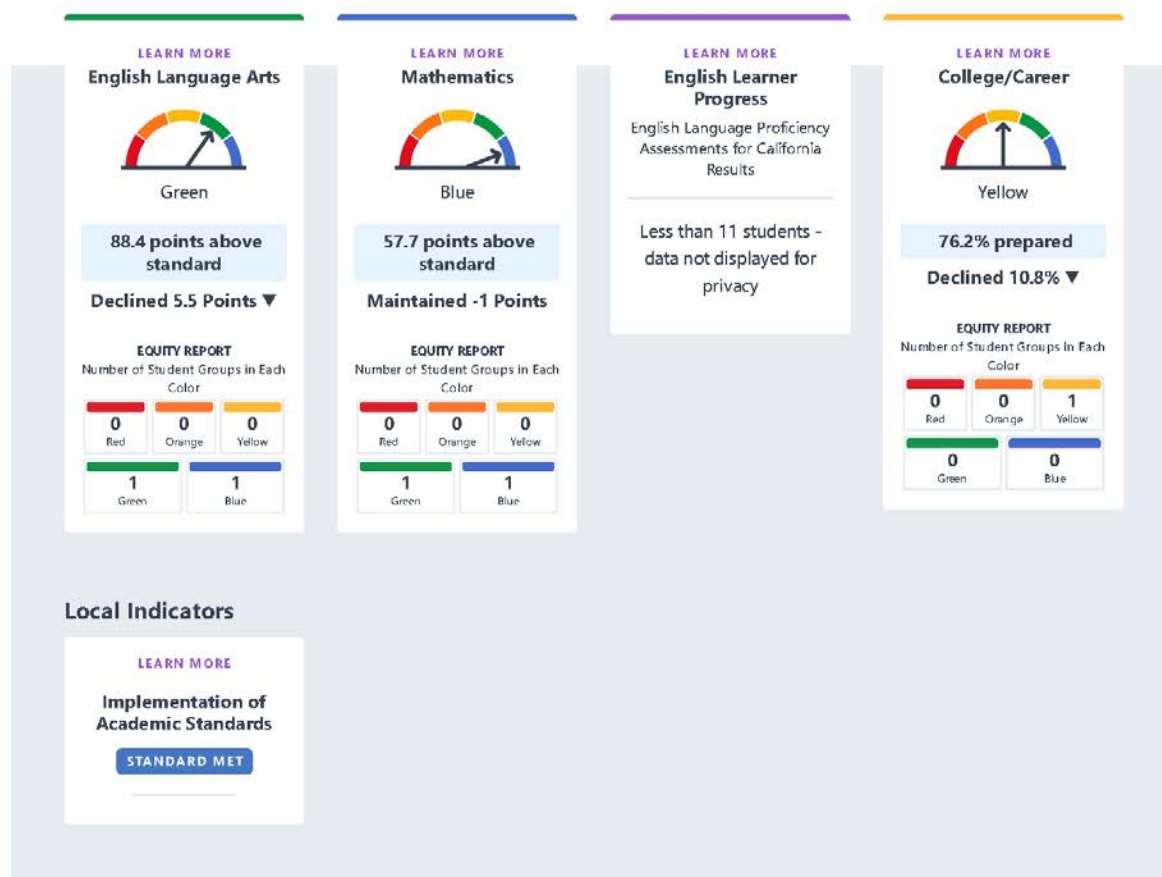 LEARN MORE
English Language Arts
Green
88.4 points above
standard
Declined 5.5 Points ▼
EQUITY REPORT
Number of Student Groups in Each
Color
0
Red
0
Orange
0
Yellow
1
Green
1
Blue
LEARN MORE
Mathematics
Blue
57.7 points above
standard
Maintained -1 Points
EQUITY REPORT
Number of Student Groups in Each
Color
0
Red
0
Orange
0
Yellow
1
Green
1
Blue
LEARN MORE
English Learner
Progress
English Language Proficiency
Assessments for California
Results
Less than 11 students -
data not displayed for
privacy
LEARN MORE
College/Career
Yellow
76.2% prepared
Declined 10.8% ▼
EQUITY REPORT
Number of Student Groups in Each
Color
0
Red
0
Orange
1
Yellow
0
Green
0
Blue
Local Indicators
LEARN MORE
Implementation of
Academic Standards
STANDARD MET